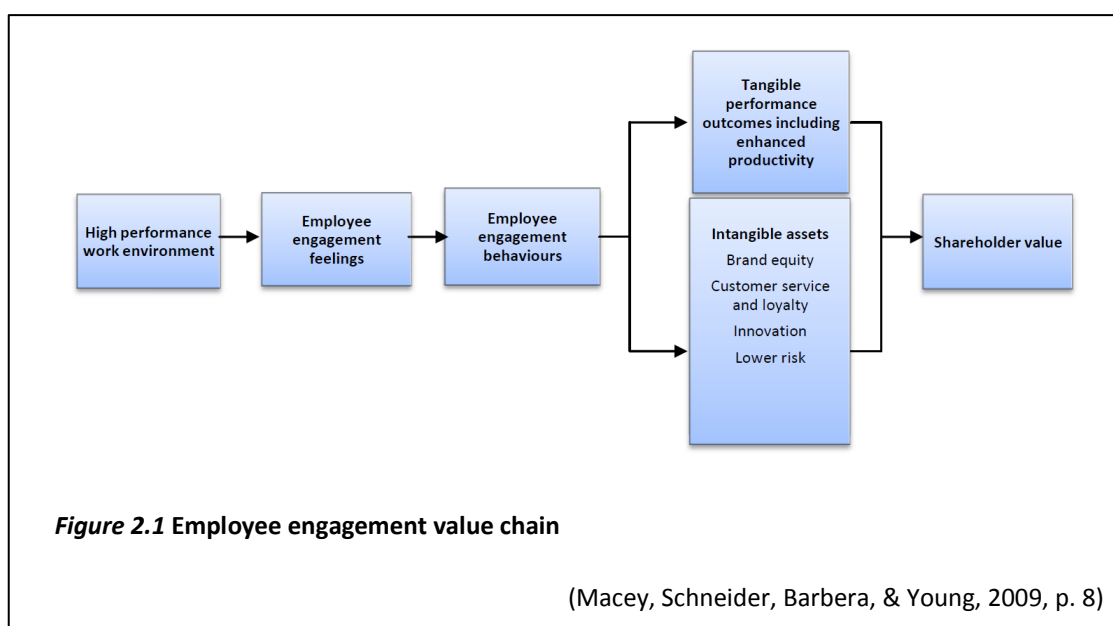 High performance
work environment
Employee
engagement
feelings
Employee
engagement
behaviours
Tangible
performance
outcomes including
enhanced
productivity
Intangible assets
Brand equity
Customer service
and loyalty
Innovation
Lower risk
Shareholder value
Figure 2.1 Employee engagement value chain
(Macey, Schneider, Barbera, & Young, 2009, p. 8)